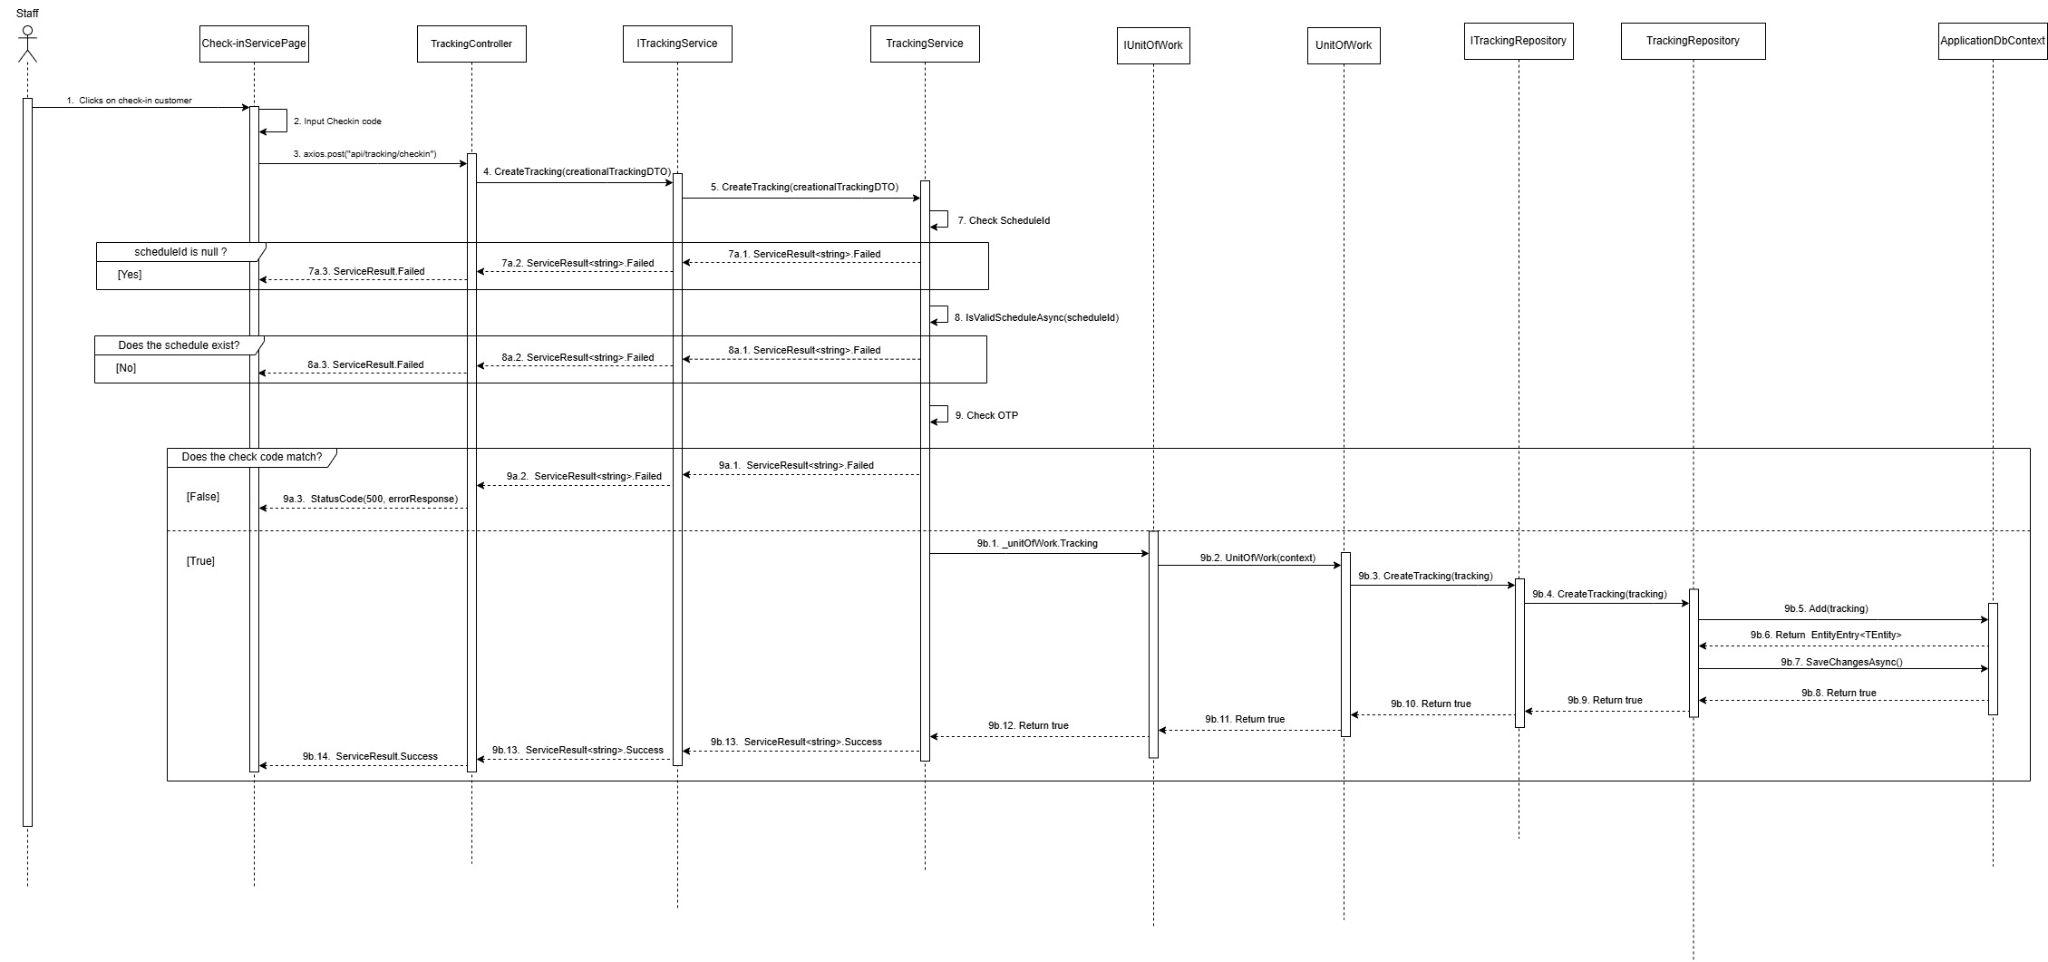 Staff
Check-inServicePage
TrackingController
ITrackingService
TrackingService
IUnitOfWork
UnitOfWork
ITrackingRepository
TrackingRepository
ApplicationDbContext
1. Clicks on check-in customer
2. Input Checkin code
3. axios.post("api/tracking/checkin")
4. CreateTracking(creationalTrackingDTO)
5. CreateTracking(creationalTrackingDTO)
7. Check ScheduleId
scheduleId is null ?
[Yes]
7a.1. ServiceResult<string>.Failed
7a.2. ServiceResult<string>.Failed
7a.3. ServiceResult.Failed
8. IsValidScheduleAsync(scheduleId)
Does the schedule exist?
[No]
8a.1. ServiceResult<string>.Failed
8a.2. ServiceResult<string>.Failed
8a.3. ServiceResult.Failed
9. Check OTP
Does the check code match?
[False]
9a.1. ServiceResult<string>.Failed
9a.2. ServiceResult<string>.Failed
9a.3. StatusCode(500, errorResponse)
[True]
9b.1. _unitOfWork.Tracking
9b.2. UnitOfWork(context)
9b.3. CreateTracking(tracking)
9b.4. CreateTracking(tracking)
9b.5. Add(tracking)
9b.6. Return EntityEntry<TEntity>
9b.7. SaveChangesAsync()
9b.8. Return true
9b.9. Return true
9b.10. Return true
9b.11. Return true
9b.12. Return true
9b.13. ServiceResult<string>.Success
9b.13. ServiceResult<string>.Success
9b.14. ServiceResult.Success